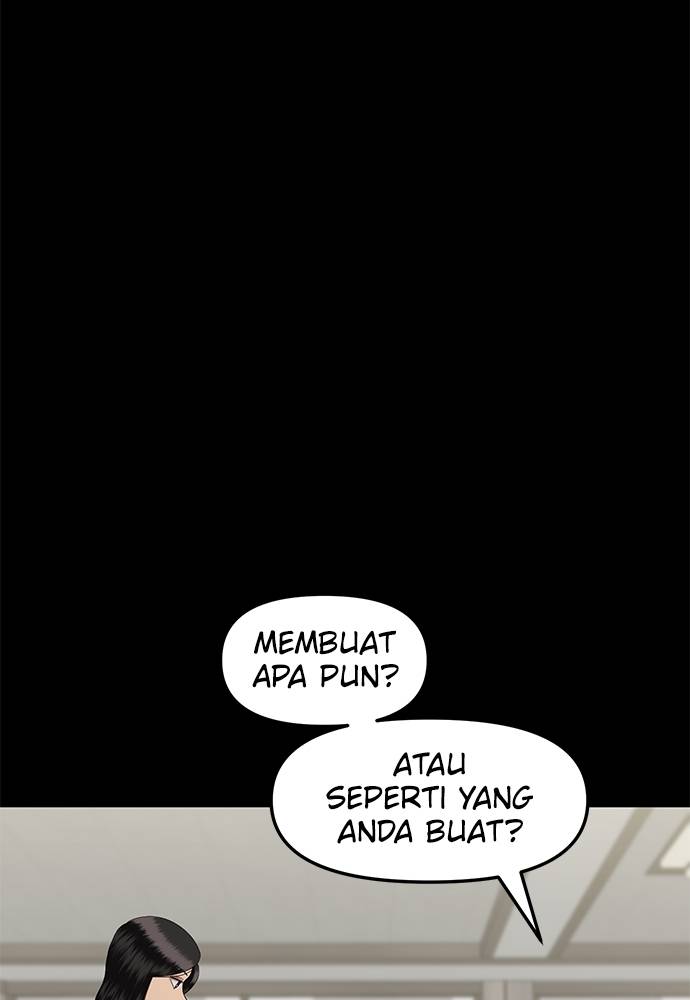 MEMBUAT
APA PUN?
ATAU
SEPERTI YANG
ANDA BUAT?